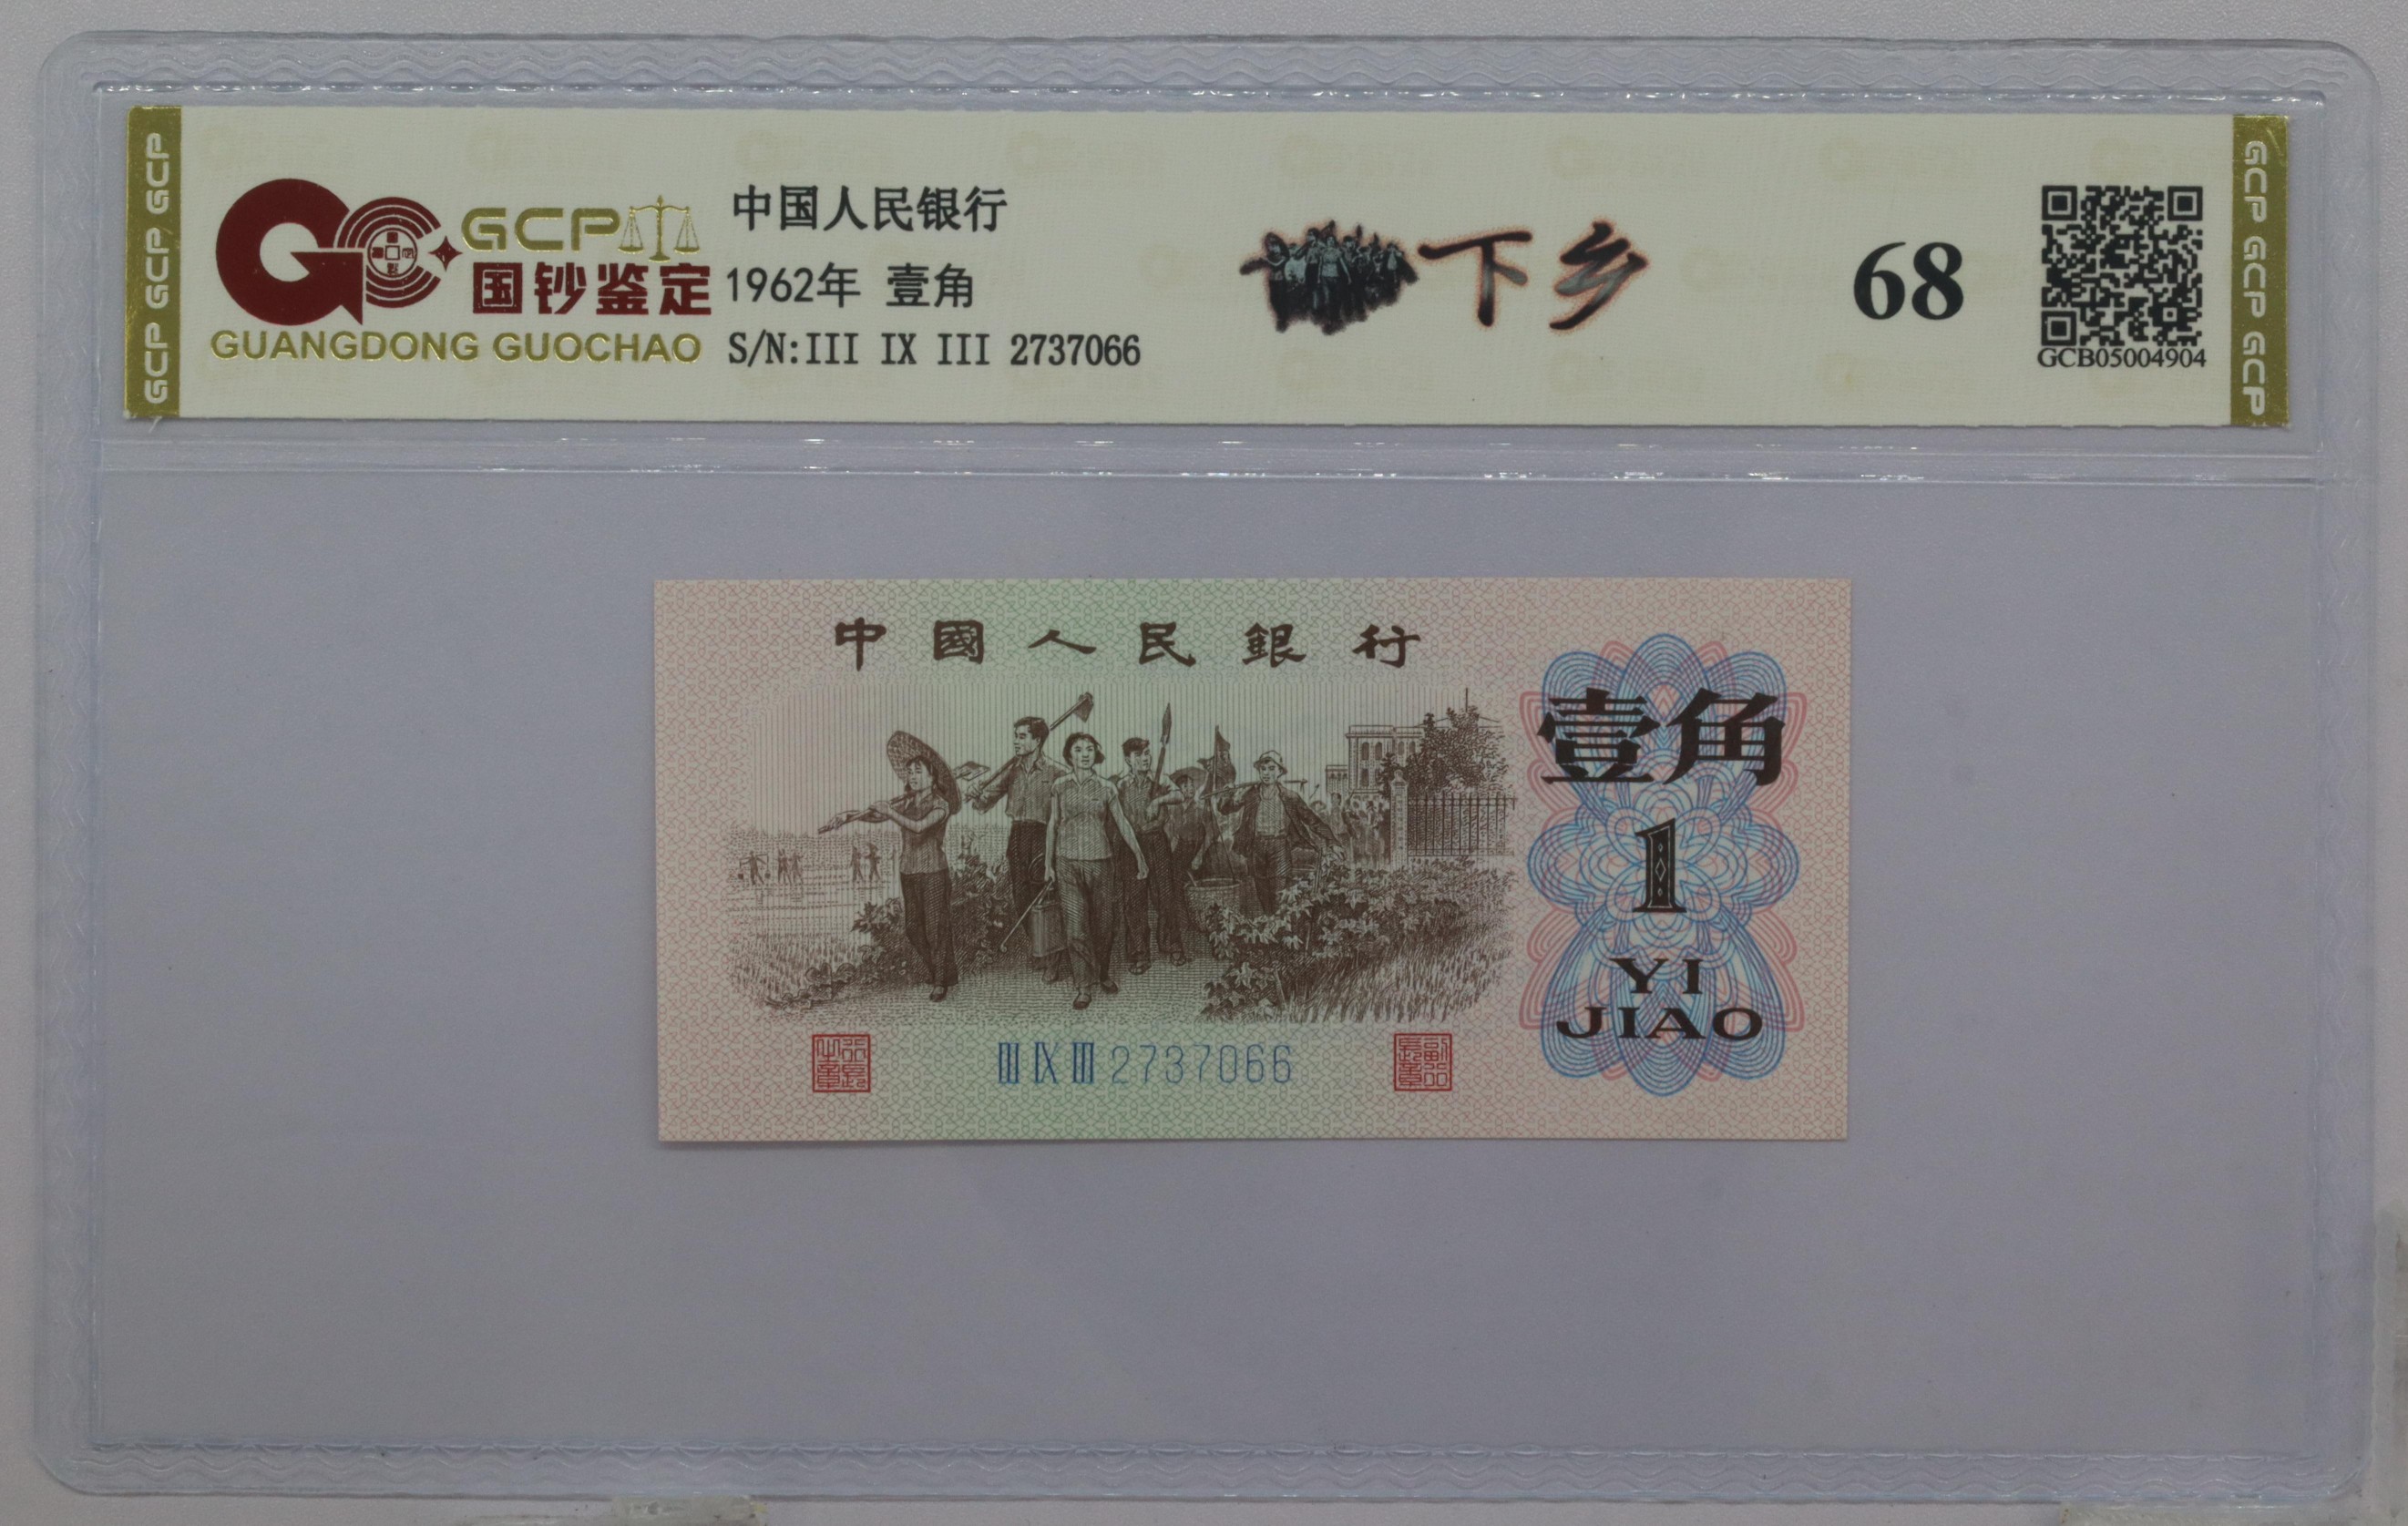 GCP GCP GCP
GCP
国钞鉴定
GUANGDONG GUOCHAO
中国人民银行
1962年 壹角
S/N:III IX III 2737066
下乡
68
GCB05004904
GCP GCP GCP
中國人民銀行
壹角
1
YI
JIAO
III IX III 2737066